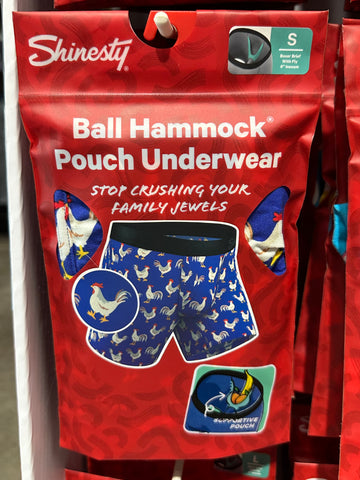 Shinesty®
S
Boxer Brief
With Fly
Ball Hammock®
Pouch Underwear
STOP CRUSHING YOUR
FAMILY JEWELS
SUPPORTIVE
POUCH